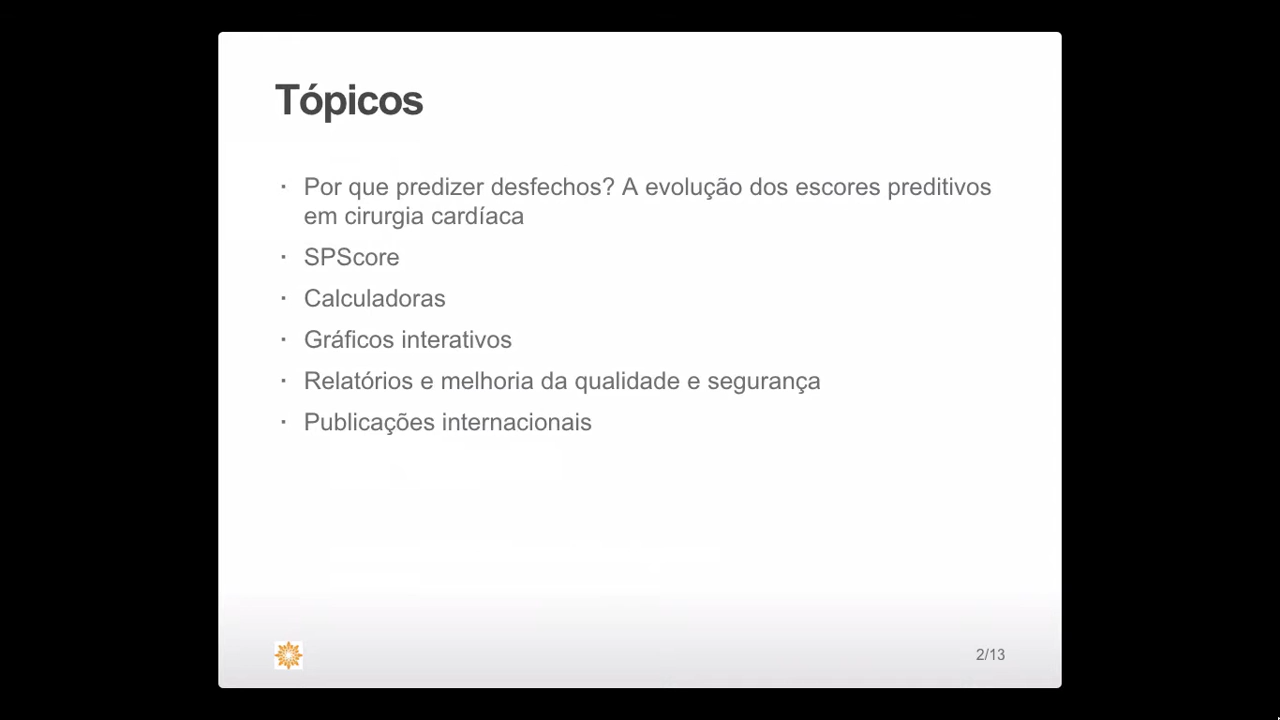 Tópicos
· Por que predizer desfechos? A evolução dos escores preditivos
em cirurgia cardíaca
· SPScore
· Calculadoras
· Gráficos interativos
· Relatórios e melhoria da qualidade e segurança
· Publicações internacionais
2/13